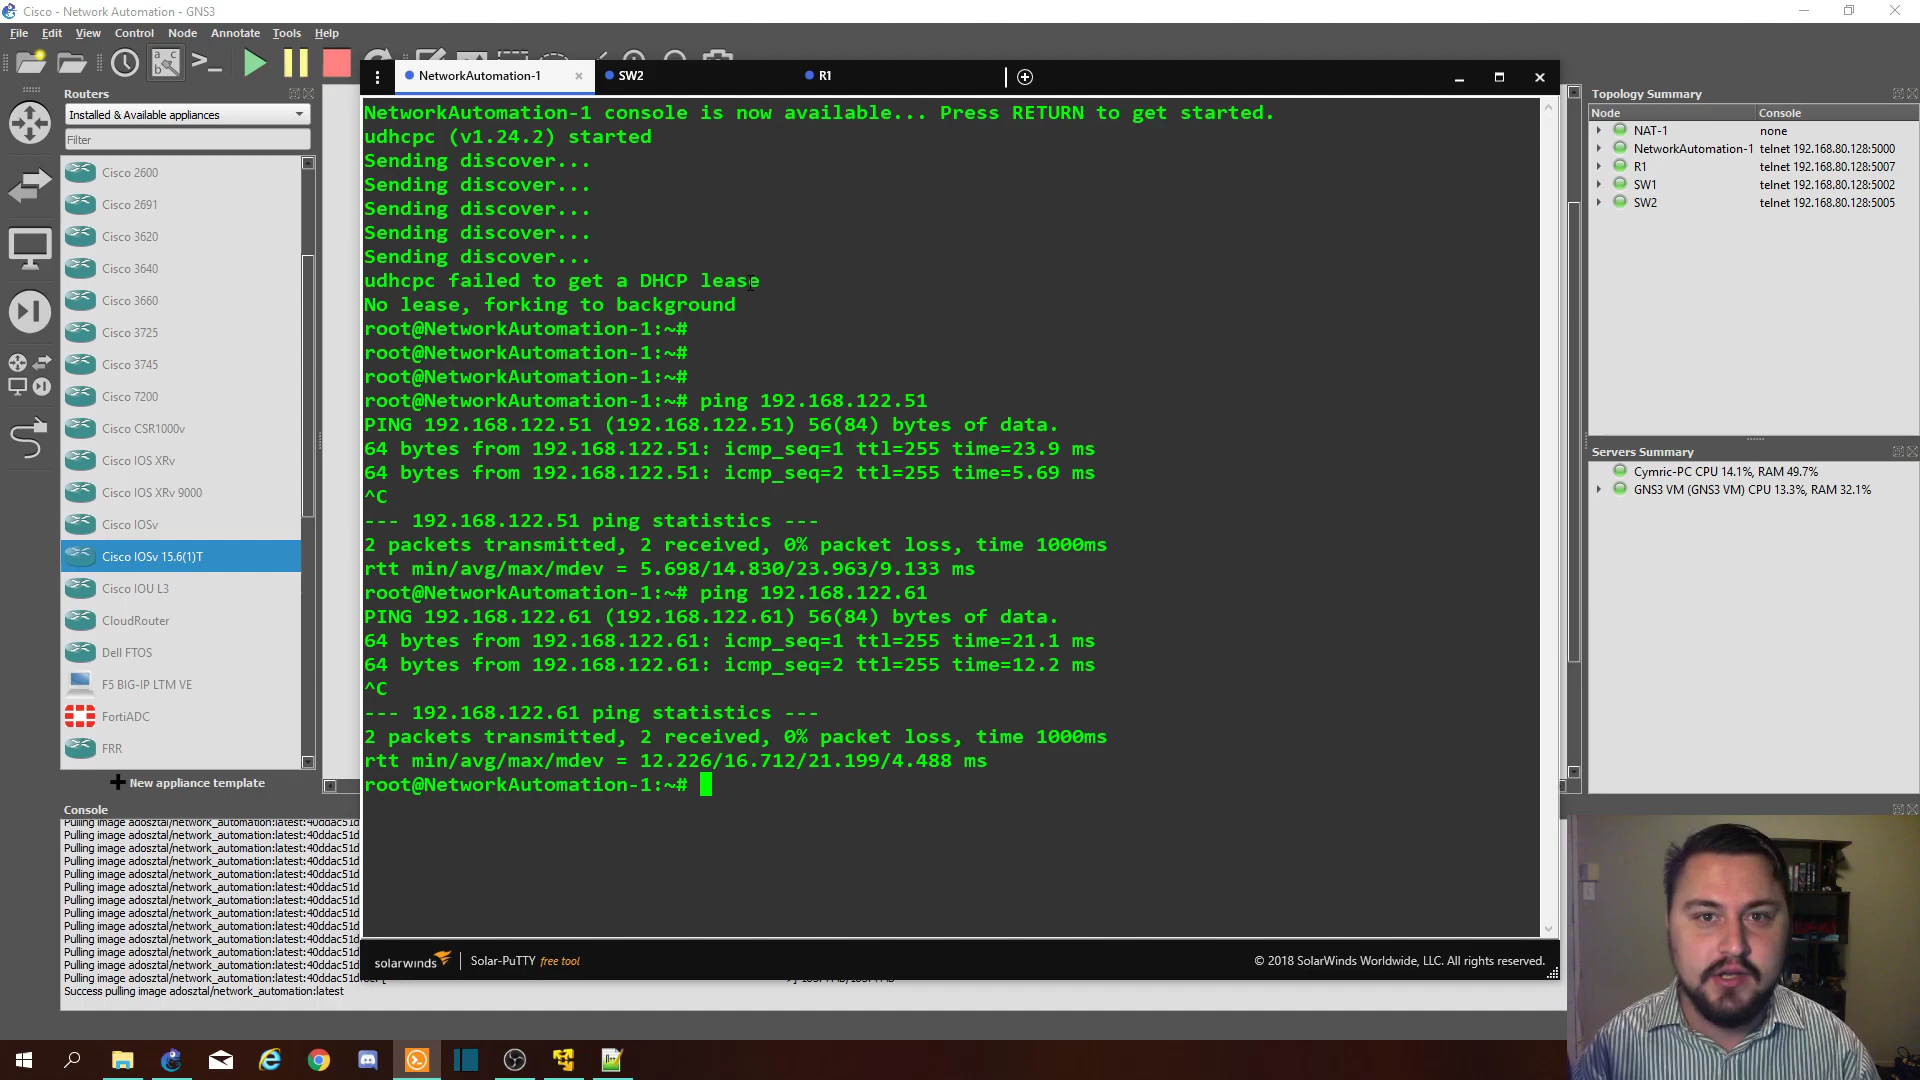 Cisco - Network Automation - GNS3
File Edit View Control Node Annotate Tools Help
Routers
Installed & Available appliances
Filter
Cisco 2600
Cisco 2691
Cisco 3620
Cisco 3640
Cisco 3660
Cisco 3725
Cisco 3745
Cisco 7200
Cisco CSR1000v
Cisco IOS XRv
Cisco IOS XRv 9000
Cisco IOSv
Cisco IOSv 15.6(1)T
Cisco IOU L3
CloudRouter
Dell FTOS
F5 BIG-IP LTM VE
FortiADC
FRR
New appliance template
NetworkAutomation-1 SW2 R1
NetworkAutomation-1 console is now available... Press RETURN to get started.
udhcpc (v1.24.2) started
Sending discover...
Sending discover...
Sending discover...
Sending discover...
Sending discover...
udhcpc failed to get a DHCP lease
No lease, forking to background
root@NetworkAutomation-1:~#
root@NetworkAutomation-1:~#
root@NetworkAutomation-1:~#
root@NetworkAutomation-1:~# ping 192.168.122.51
PING 192.168.122.51 (192.168.122.51) 56(84) bytes of data.
64 bytes from 192.168.122.51: icmp_seq=1 ttl=255 time=23.9 ms
64 bytes from 192.168.122.51: icmp_seq=2 ttl=255 time=5.69 ms
^C
--- 192.168.122.51 ping statistics ---
2 packets transmitted, 2 received, 0% packet loss, time 1000ms
rtt min/avg/max/mdev = 5.698/14.830/23.963/9.133 ms
root@NetworkAutomation-1:~# ping 192.168.122.61
PING 192.168.122.61 (192.168.122.61) 56(84) bytes of data.
64 bytes from 192.168.122.61: icmp_seq=1 ttl=255 time=21.1 ms
64 bytes from 192.168.122.61: icmp_seq=2 ttl=255 time=12.2 ms
^C
--- 192.168.122.61 ping statistics ---
2 packets transmitted, 2 received, 0% packet loss, time 1000ms
rtt min/avg/max/mdev = 12.226/16.712/21.199/4.488 ms
root@NetworkAutomation-1:~#
solarwinds Solar-PuTTY free tool © 2018 SolarWinds Worldwide, LLC. All rights reserved.
Topology Summary
Node Console
NAT-1 none
NetworkAutomation-1 telnet 192.168.80.128:5000
R1 telnet 192.168.80.128:5007
SW1 telnet 192.168.80.128:5002
SW2 telnet 192.168.80.128:5005
Servers Summary
Cymric-PC CPU 14.1%, RAM 49.7%
GNS3 VM (GNS3 VM) CPU 13.3%, RAM 32.1%
Console
Pulling image adosztal/network_automation:latest:40ddac51d
Pulling image adosztal/network_automation:latest:40ddac51d
Pulling image adosztal/network_automation:latest:40ddac51d
Pulling image adosztal/network_automation:latest:40ddac51d
Pulling image adosztal/network_automation:latest:40ddac51d
Pulling image adosztal/network_automation:latest:40ddac51d
Pulling image adosztal/network_automation:latest:40ddac51d
Pulling image adosztal/network_automation:latest:40ddac51d
Pulling image adosztal/network_automation:latest:40ddac51d
Pulling image adosztal/network_automation:latest:40ddac51d
Pulling image adosztal/network_automation:latest:40ddac51d
Pulling image adosztal/network_automation:latest:40ddac51d
Pulling image adosztal/network_automation:latest:40ddac51d
Success pulling image adosztal/network_automation:latest